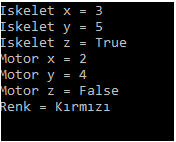 Iskelet x = 3
Iskelet y = 5
Iskelet z = True
Motor x = 2
Motor y = 4
Motor z = False
Renk = Kırmızı